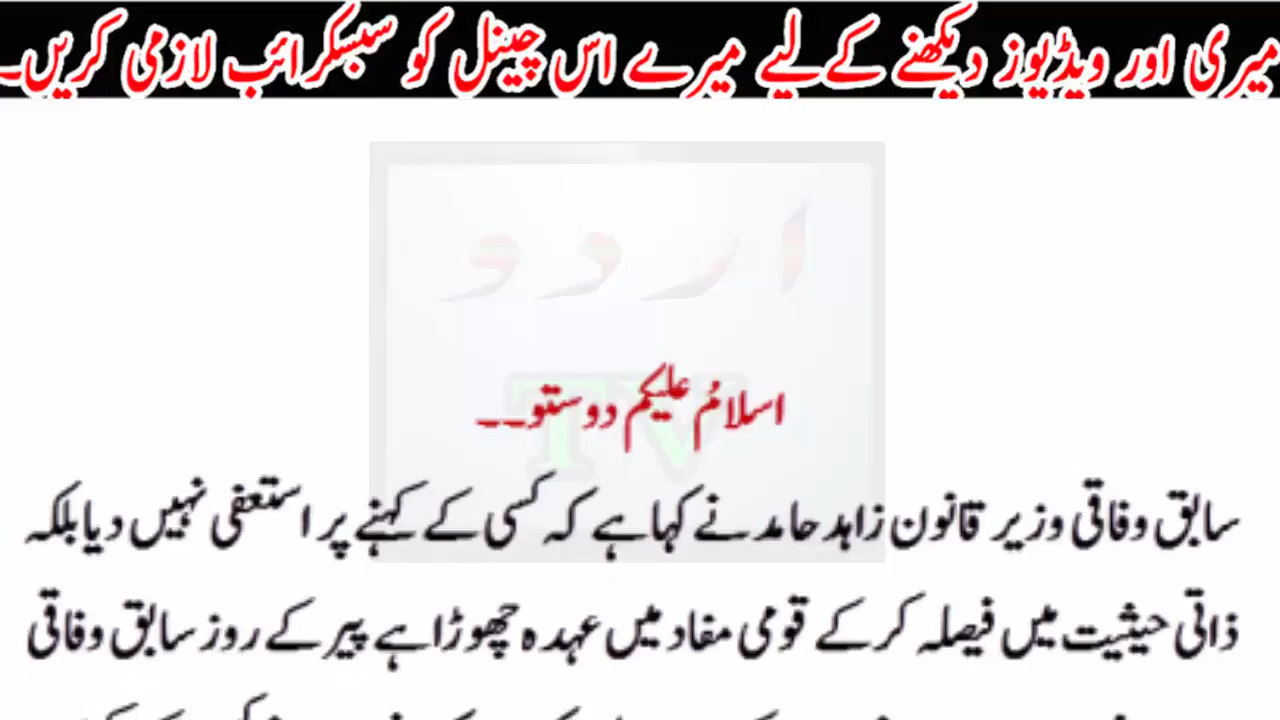 میری اور ویڈیوز دیکھنے کے لیے میرے اس چینل کو سبسکرائب لازمی کریں۔
اردو
TV
اسلامُ علیکم دوستو۔۔
سابق وفاقی وزیر قانون زاہد حامد نے کہا ہے کہ کسی کے کہنے پر استعفی نہیں دیا بلکہ
ذاتی حیثیت میں فیصلہ کر کے قومی مفاد میں عہدہ چھوڑا ہے پیر کے روز سابق وفاقی